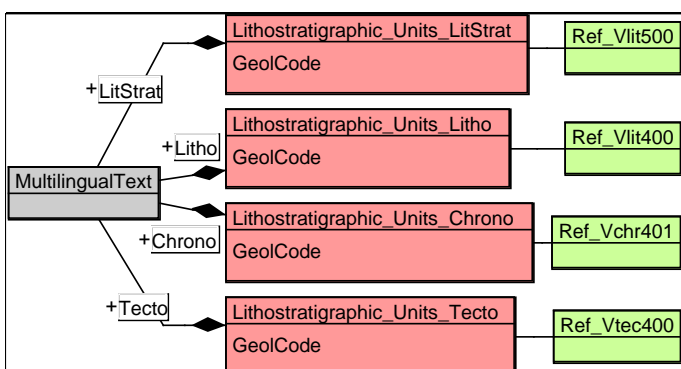 Lithostratigraphic_Units_LitStrat
GeolCode
Ref_Vlit500
+LitStrat
Lithostratigraphic_Units_Litho
GeolCode
Ref_Vlit400
+Litho
MultilingualText
Lithostratigraphic_Units_Chrono
GeolCode
Ref_Vchr401
+Chrono
Lithostratigraphic_Units_Tecto
GeolCode
Ref_Vtec400
+Tecto